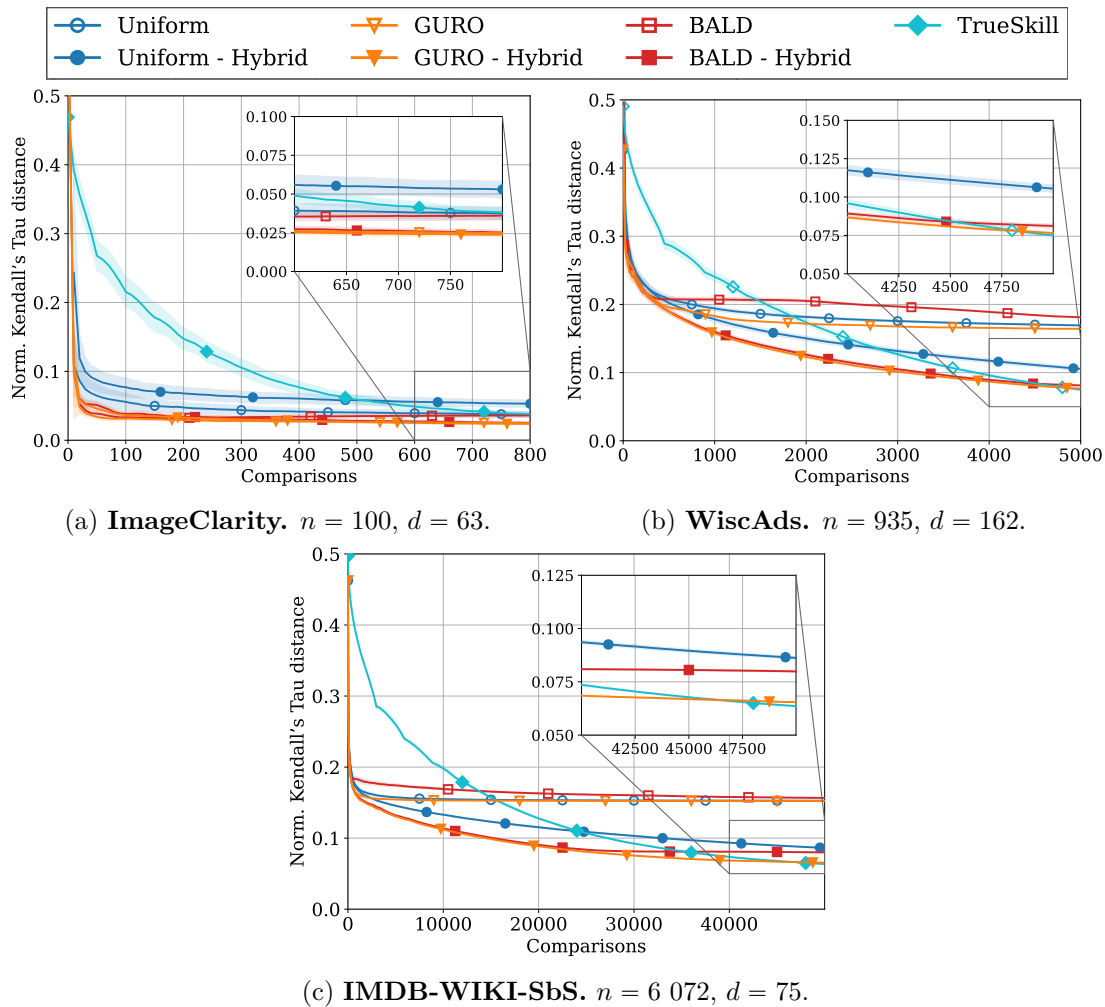 Uniform GURO BALD TrueSkill
Uniform - Hybrid GURO - Hybrid BALD - Hybrid
Norm. Kendall's Tau distance
0.5
0.4
0.3
0.2
0.1
0.0
0 100 200 300 400 500 600 700 800
Comparisons
0.100
0.075
0.050
0.025
0.000
650 700 750
(a) ImageClarity. n = 100, d = 63.
Norm. Kendall's Tau distance
0.5
0.4
0.3
0.2
0.1
0.0
0 1000 2000 3000 4000 5000
Comparisons
0.150
0.125
0.100
0.075
0.050
4250 4500 4750
(b) WiscAds. n = 935, d = 162.
Norm. Kendall's Tau distance
0.5
0.4
0.3
0.2
0.1
0.0
0 10000 20000 30000 40000
Comparisons
0.125
0.100
0.075
0.050
42500 45000 47500
(c) IMDB-WIKI-SbS. n = 6 072, d = 75.